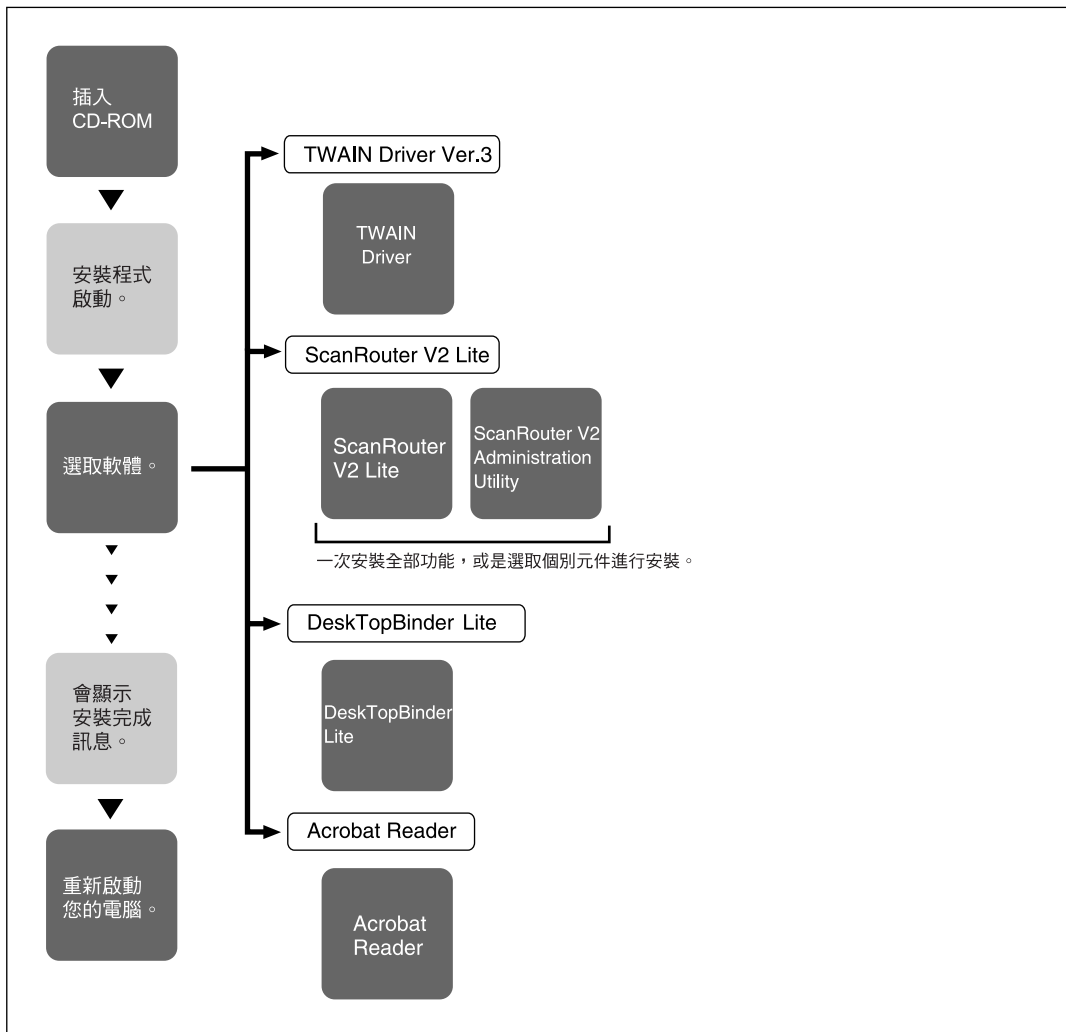 插入
CD-ROM
安裝程式
啟動。
選取軟體。
會顯示
安裝完成
訊息。
重新啟動
您的電腦。
TWAIN Driver Ver.3
TWAIN
Driver
ScanRouter V2 Lite
ScanRouter
V2 Lite
ScanRouter V2
Administration
Utility
一次安裝全部功能，或是選取個別元件進行安裝。
DeskTopBinder Lite
DeskTopBinder
Lite
Acrobat Reader
Acrobat
Reader